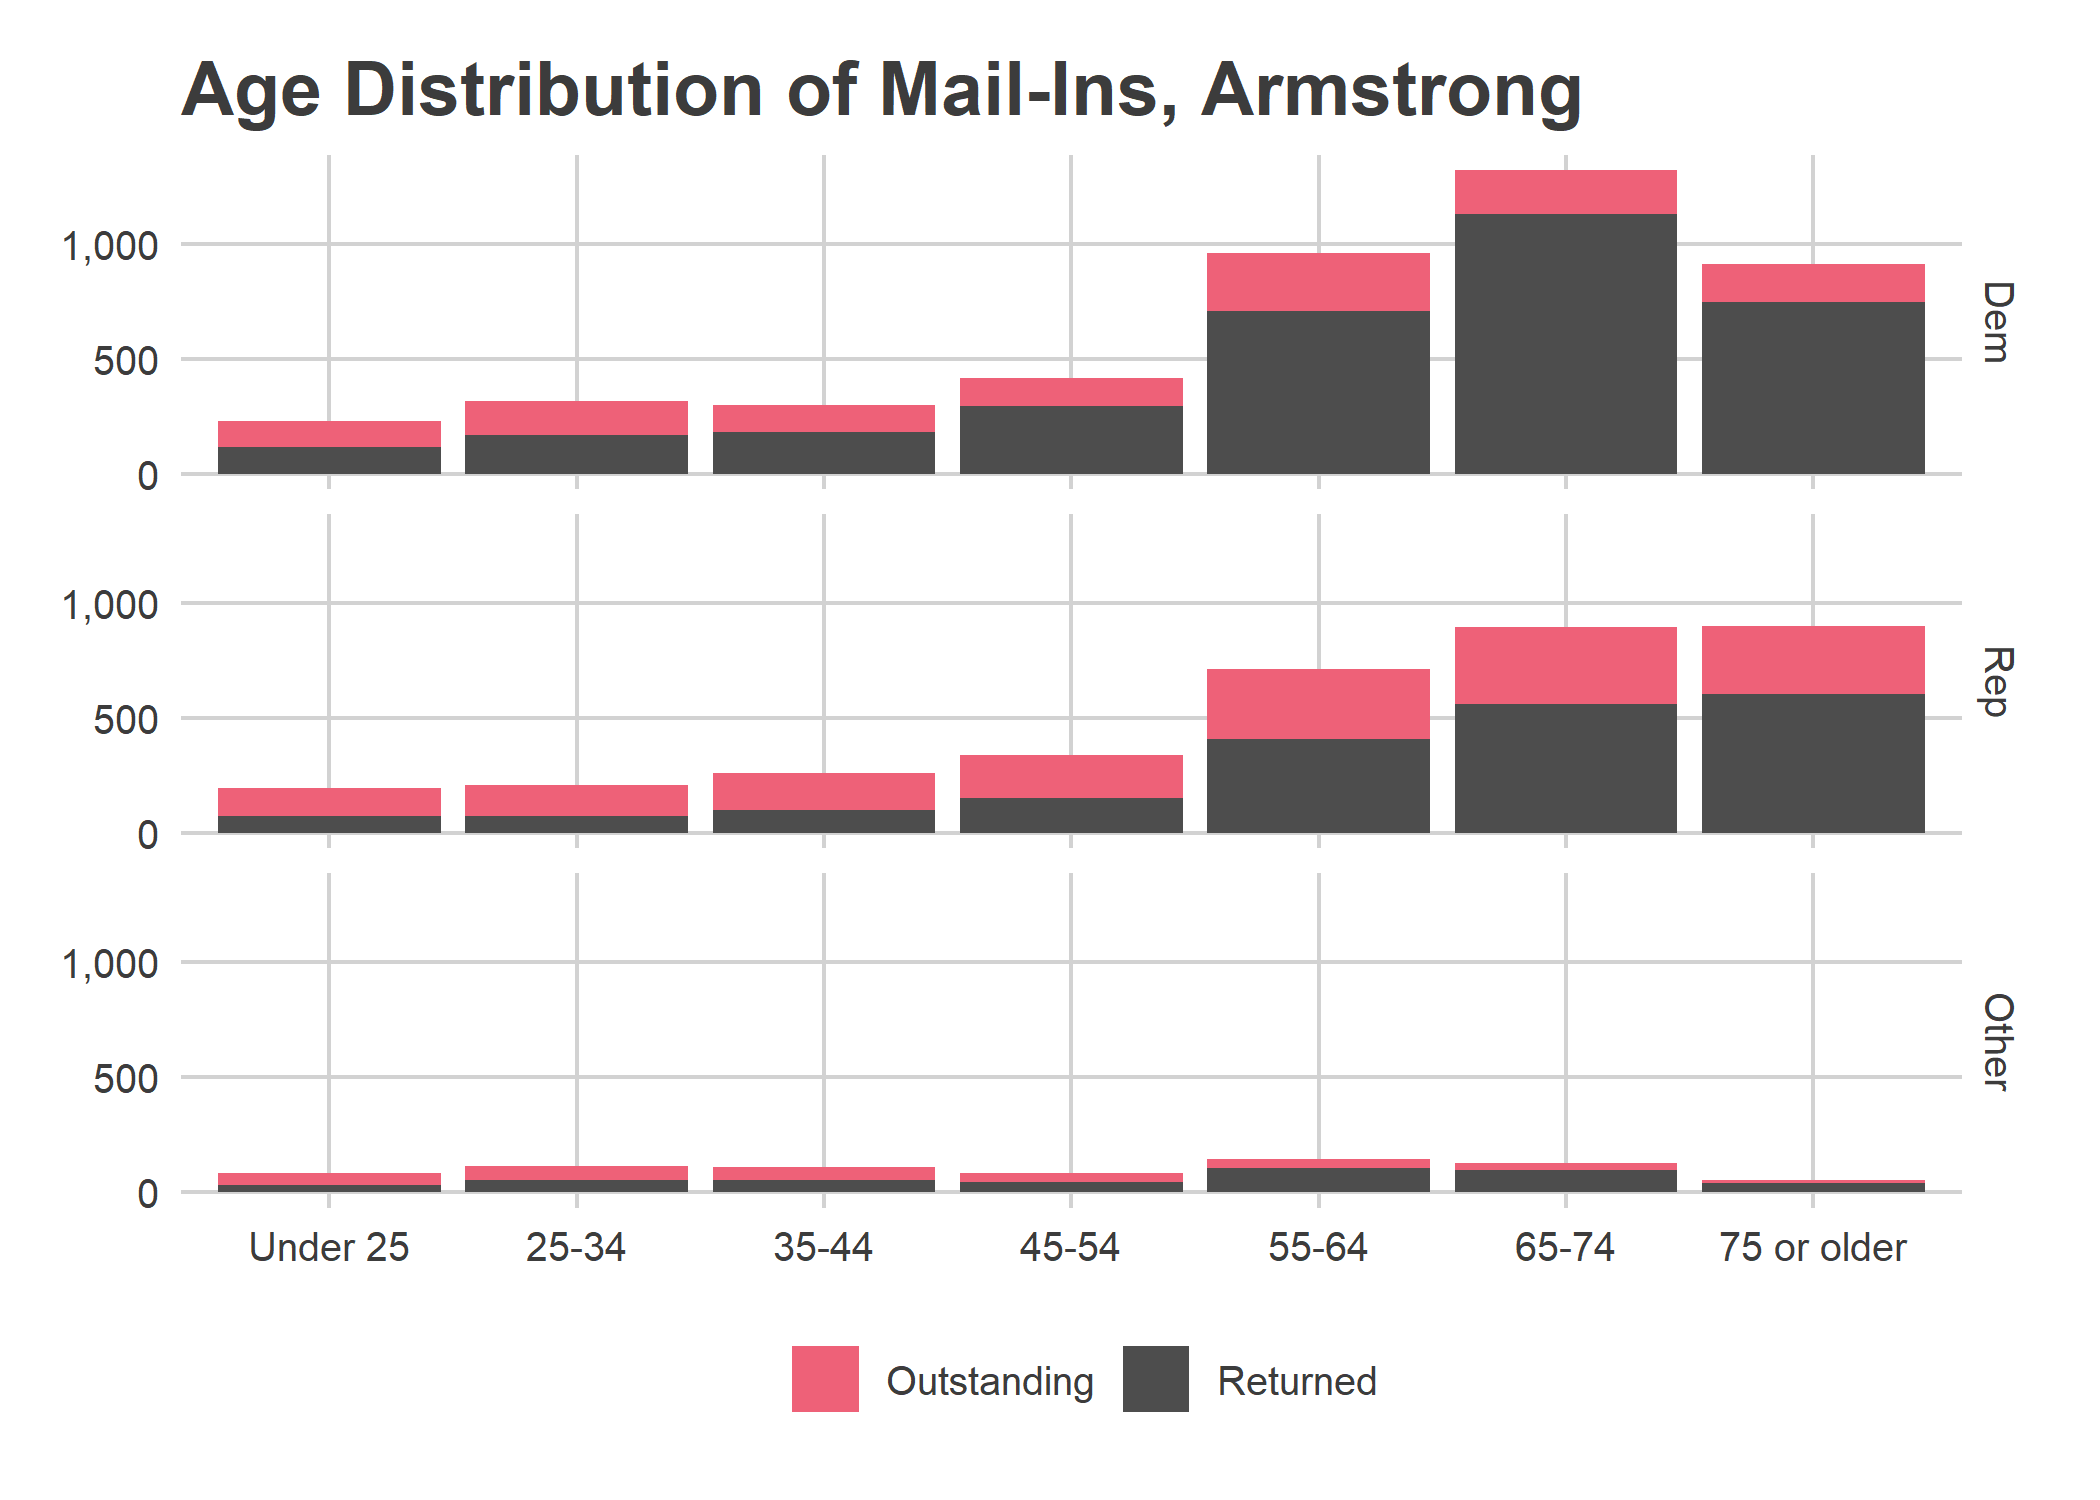 Age Distribution of Mail-Ins, Armstrong
1,000
500
0
Dem
1,000
500
0
Rep
1,000
500
0
Other
Under 25 25-34 35-44 45-54 55-64 65-74 75 or older
Outstanding Returned